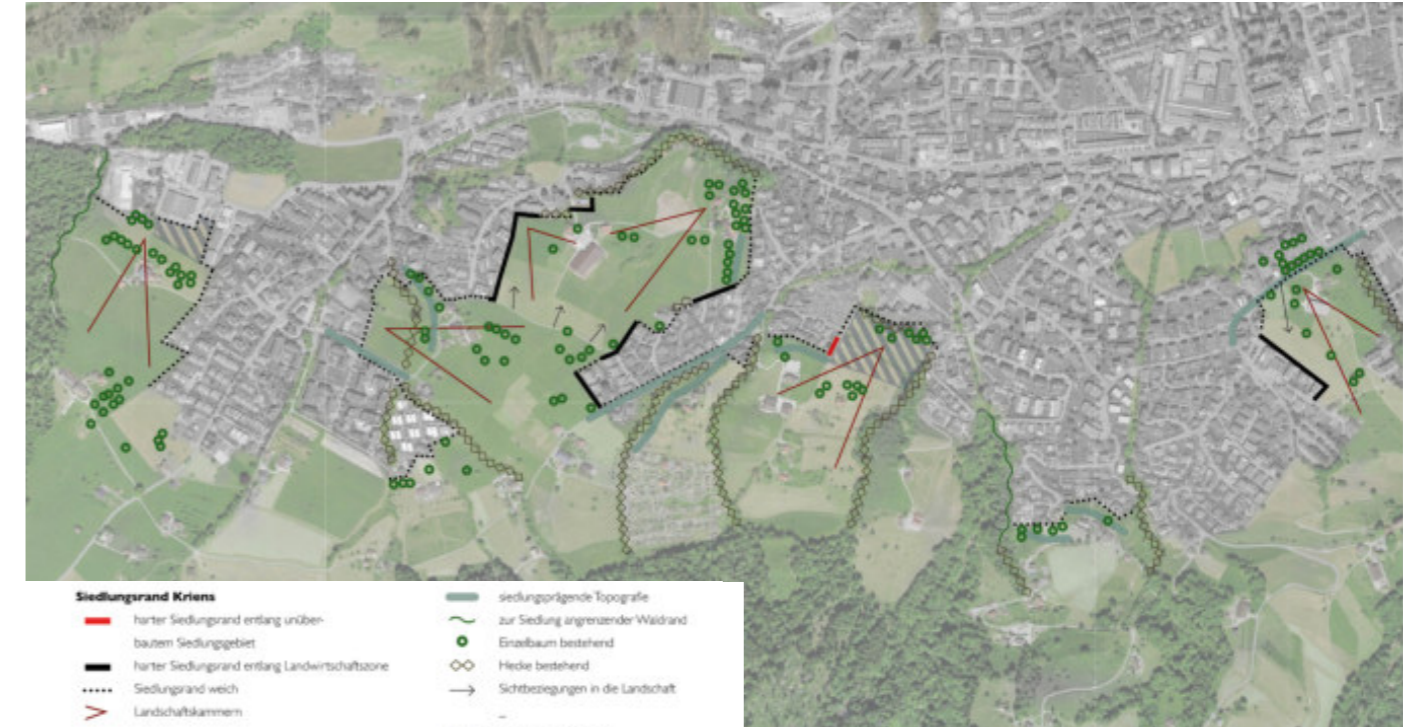 Siedlungsrand Kriens
harter Siedlungsrand entlang unüber-
bautem Siedlungsgebiet
harter Siedlungsrand entlang Landwirtschaftszone
Siedlungsrand weich
Landschaftskammern
siedlungsprägende Topografie
zur Siedlung angrenzender Waldrand
Einzelbaum bestehend
Hecke bestehend
Sichtbeziegungen in die Landschaft
–